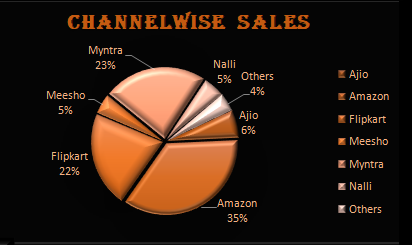 CHANNELWISE SALES
Myntra
23%
Nalli
5%
Others
4%
Ajio
6%
Meesho
5%
Flipkart
22%
Amazon
35%
Ajio
Amazon
Flipkart
Meesho
Myntra
Nalli
Others